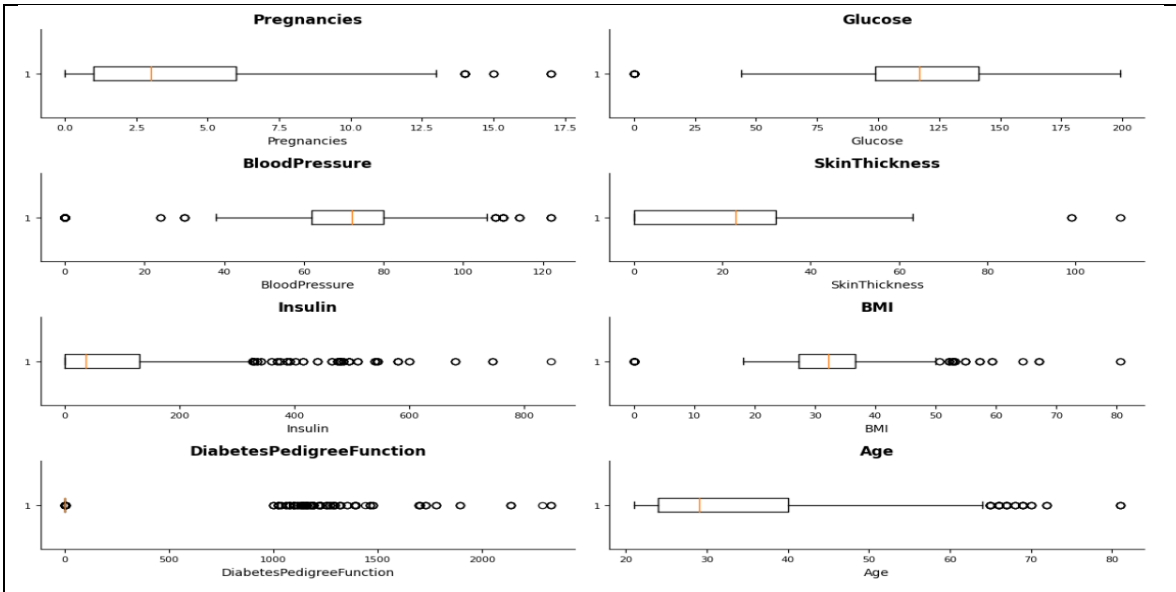 Pregnancies
1
0.0 2.5 5.0 7.5 10.0 12.5 15.0 17.5
Pregnancies
Glucose
1
0 25 50 75 100 125 150 175 200
Glucose
BloodPressure
1
0 20 40 60 80 100 120
BloodPressure
SkinThickness
1
0 20 40 60 80 100
SkinThickness
Insulin
1
0 200 400 600 800
Insulin
BMI
1
0 10 20 30 40 50 60 70 80
BMI
DiabetesPedigreeFunction
1
0 500 1000 1500 2000
DiabetesPedigreeFunction
Age
1
20 30 40 50 60 70 80
Age